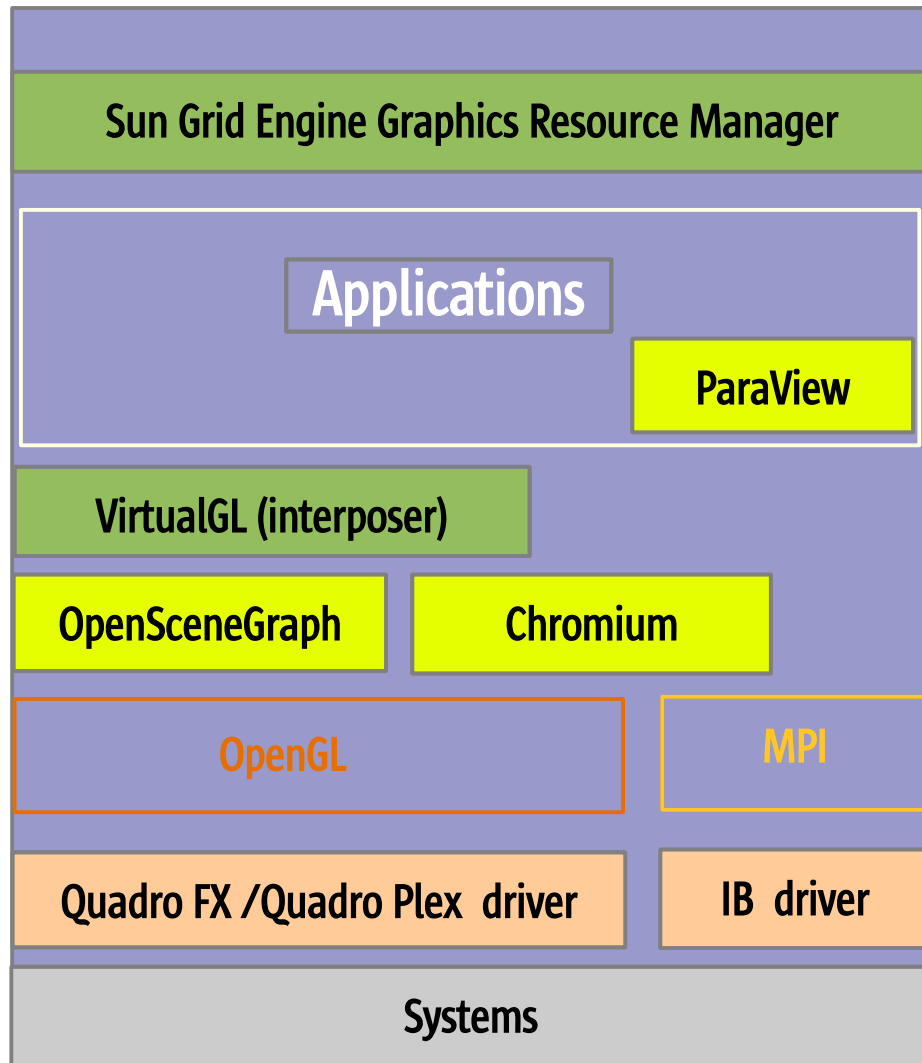 Sun Grid Engine Graphics Resource Manager
Applications
ParaView
VirtualGL (interposer)
OpenSceneGraph
Chromium
OpenGL
MPI
Quadro FX /Quadro Plex driver
IB driver
Systems